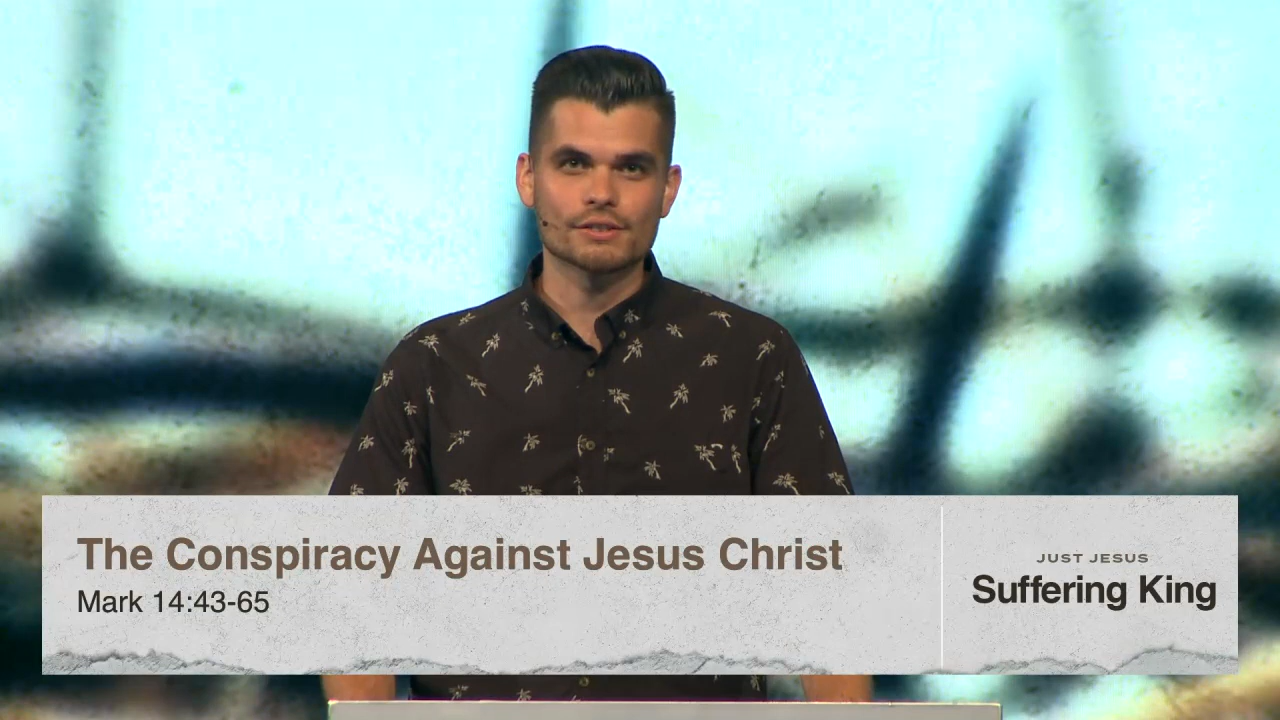 The Conspiracy Against Jesus Christ
Mark 14:43-65
JUST JESUS
Suffering King